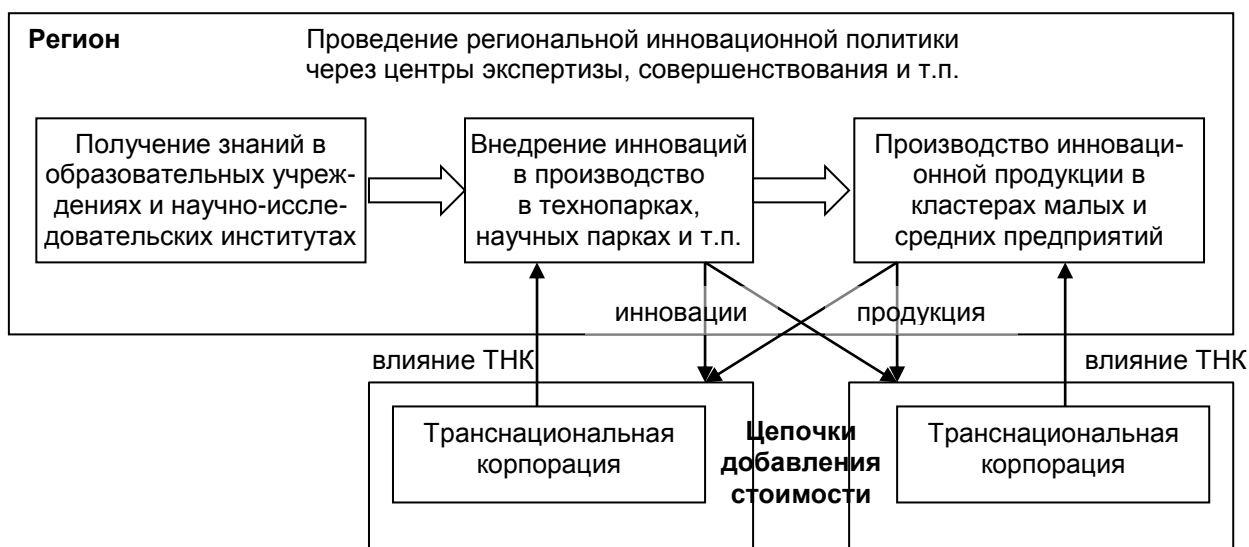 Регион
Проведение региональной инновационной политики
через центры экспертизы, совершенствования и т.п.
Получение знаний в
образовательных учреж-
дениях и научно-иссле-
довательских институтах
Внедрение инноваций
в производство
в технопарках,
научных парках и т.п.
Производство инноваци-
онной продукции в
кластерах малых и
средних предприятий
инновации
продукция
влияние ТНК
влияние ТНК
Транснациональная
корпорация
Цепочки
добавления
стоимости
Транснациональная
корпорация